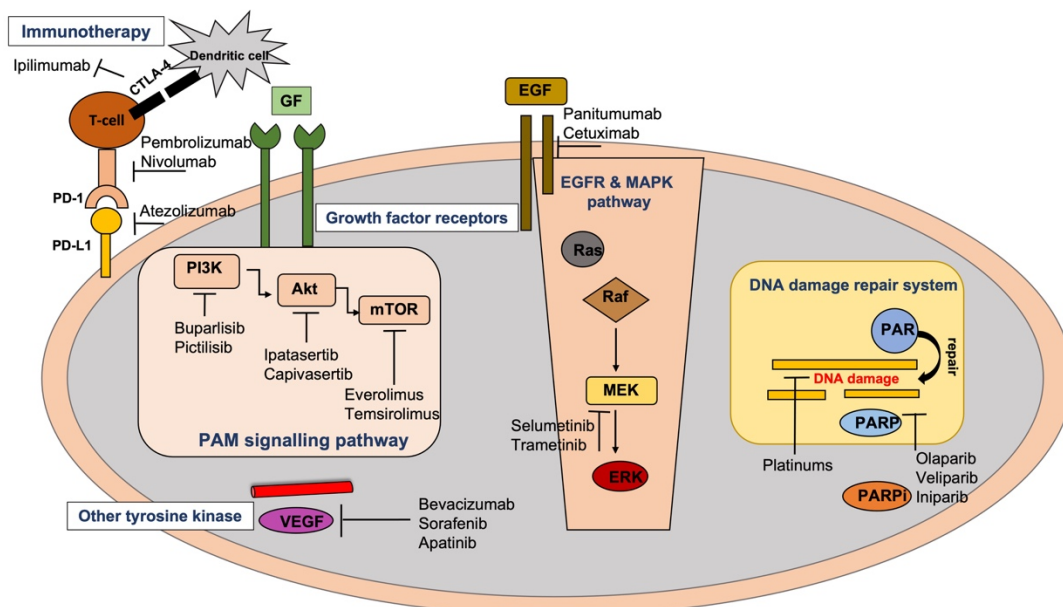 Immunotherapy
Ipilimumab
CTLA-4
Dendritic cell
T-cell
GF
Pembrolizumab
Nivolumab
PD-1
Atezolizumab
PD-L1
EGF
Panitumumab
Cetuximab
Growth factor receptors
EGFR & MAPK
pathway
Ras
Raf
MEK
Selumetinib
Trametinib
ERK
PI3K
Akt
mTOR
Buparlisib
Pictilisib
Ipatasertib
Capivasertib
Everolimus
Temsirolimus
PAM signalling pathway
Other tyrosine kinase
VEGF
Bevacizumab
Sorafenib
Apatinib
DNA damage repair system
PAR
repair
DNA damage
PARP
Platinums
Olaparib
Veliparib
Iniparib
PARPi